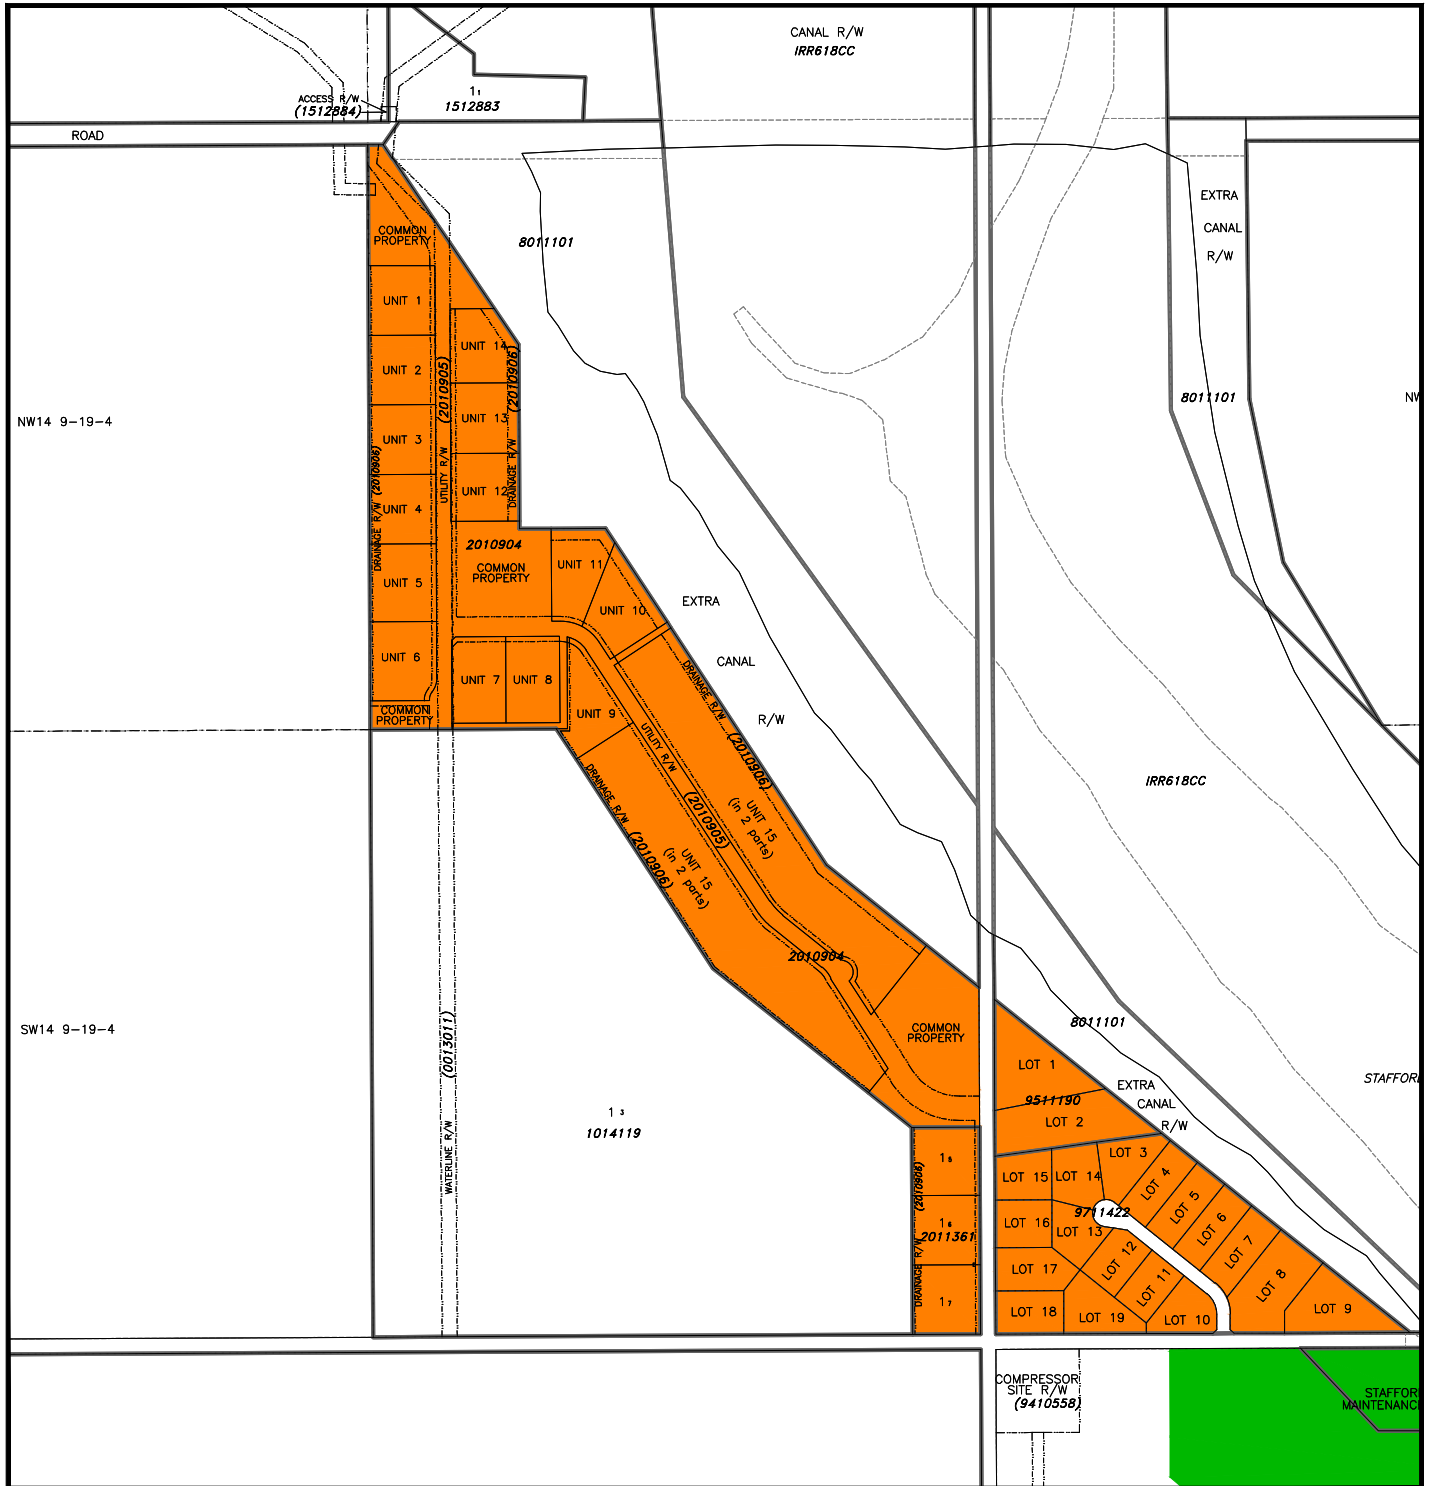 CANAL R/W
IRR618CC
ACCESS R/W
(1512884)
1₁
1512883
ROAD
EXTRA
CANAL
R/W
COMMON
PROPERTY
8011101
UNIT 1
UNIT 14
UNIT 2
(2010905)
(2010906)
8011101
NW14 9-19-4
UNIT 13
UNIT 3
DRAINAGE R/W (2010906)
UTILITY R/W
DRAINAGE R/W
UNIT 12
UNIT 4
2010904
COMMON
PROPERTY
UNIT 11
UNIT 5
UNIT 10
EXTRA
CANAL
R/W
UNIT 6
UNIT 7
UNIT 8
DRAINAGE R/W
(2010906)
COMMON
PROPERTY
UNIT 9
UTILITY R/W
(2010905)
DRAINAGE R/W
(2010906)
UNIT 15
(in 2 parts)
UNIT 15
(in 2 parts)
IRR618CC
2010904
SW14 9-19-4
WATERLINE R/W
(0013011)
COMMON
PROPERTY
8011101
LOT 1
STAFFOR
EXTRA
CANAL
R/W
9511190
LOT 2
1 ₃
1014119
1₅
(2010906)
DRAINAGE R/W
1₆
2011361
1₇
LOT 3
LOT 15
LOT 14
LOT 4
LOT 5
LOT 16
9711422
LOT 13
LOT 6
LOT 7
LOT 17
LOT 12
LOT 11
LOT 8
LOT 18
LOT 19
LOT 10
LOT 9
COMPRESSOR
SITE R/W
(9410558)
STAFFOR
MAINTENANC